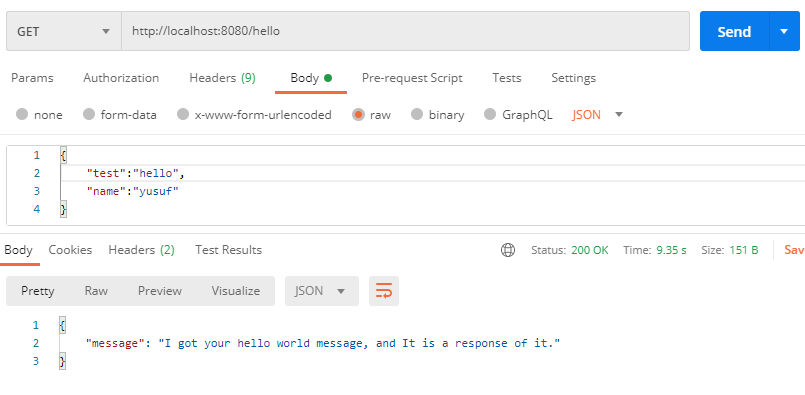 GET http://localhost:8080/hello Send
Params Authorization Headers (9) Body Pre-request Script Tests Settings
none form-data x-www-form-urlencoded raw binary GraphQL JSON
1 {
2 "test":"hello",
3 "name":"yusuf"
4 }
Body Cookies Headers (2) Test Results Status: 200 OK Time: 9.35 s Size: 151 B Sav
Pretty Raw Preview Visualize JSON
1 {
2 "message": "I got your hello world message, and It is a response of it."
3 }